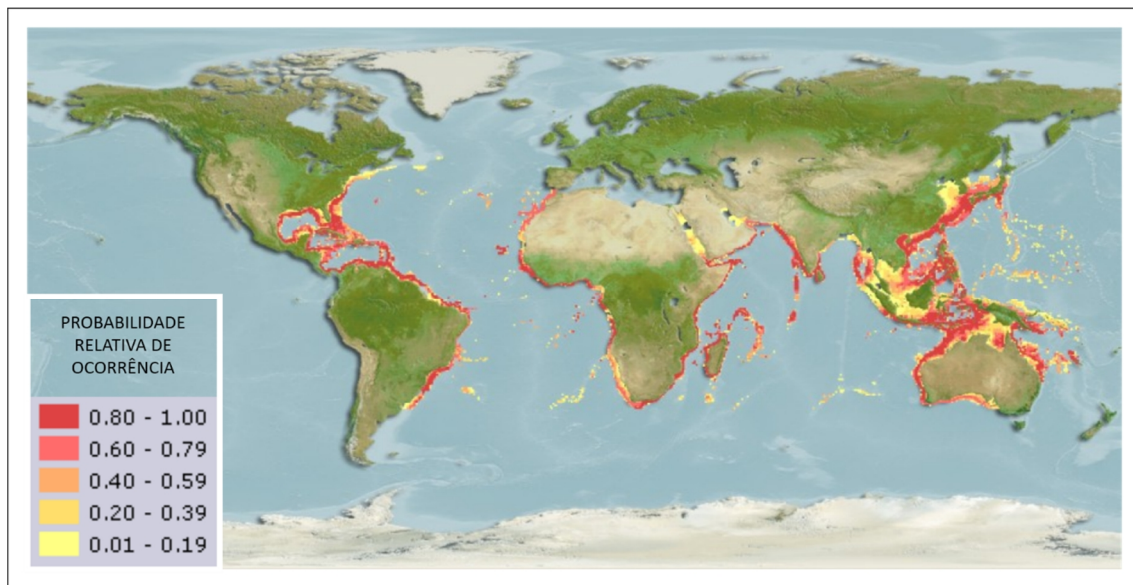 PROBABILIDADE
RELATIVA DE
OCORRÊNCIA
0.80 - 1.00
0.60 - 0.79
0.40 - 0.59
0.20 - 0.39
0.01 - 0.19